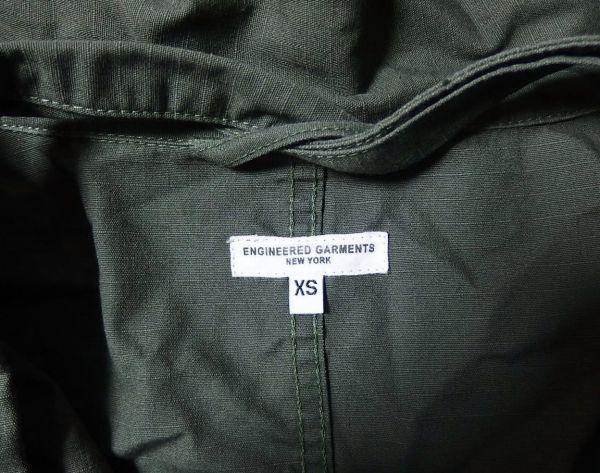 ENGINEERED GARMENTS
NEW YORK
XS